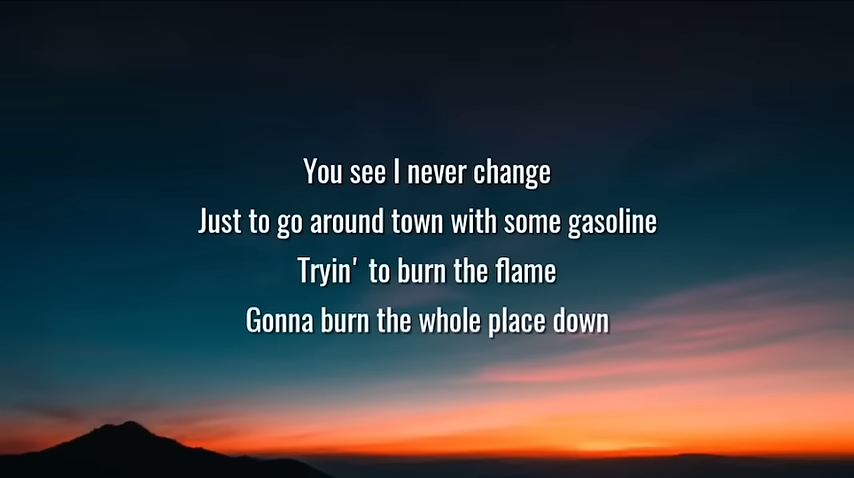 You see I never change
Just to go around town with some gasoline
Tryin' to burn the flame
Gonna burn the whole place down